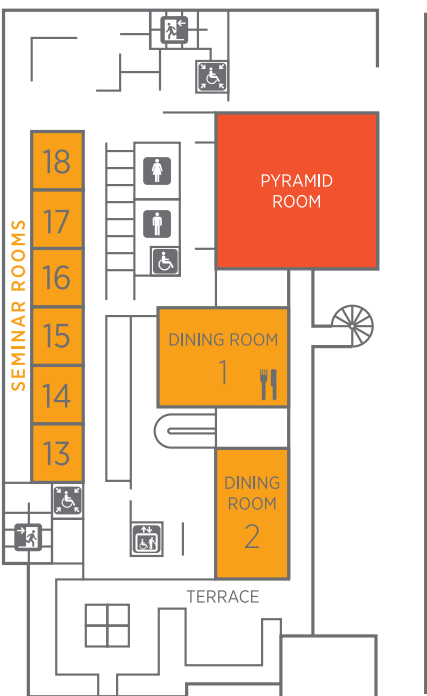 PYRAMID
ROOM
SEMINAR ROOMS
18
17
16
15
14
13
DINING ROOM
1
DINING
ROOM
2
TERRACE